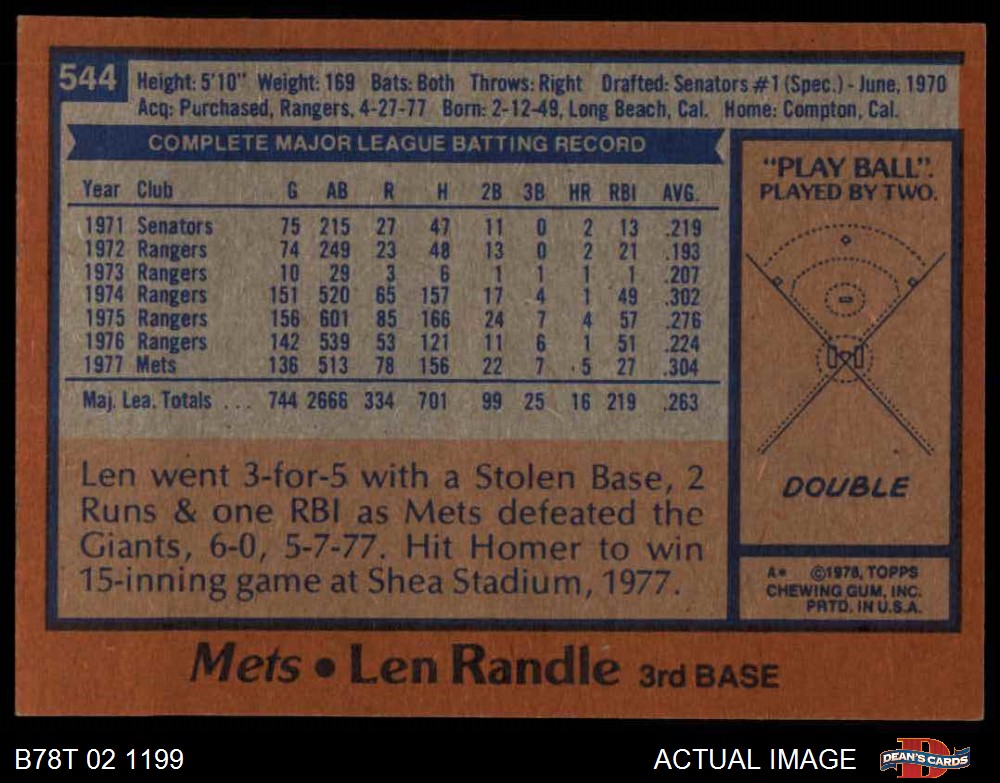 544
Height: 5'10" Weight: 169 Bats: Both Throws: Right Drafted: Senators #1 (Spec.) - June, 1970
Acq: Purchased, Rangers, 4-27-77 Born: 2-12-49, Long Beach, Cal. Home: Compton, Cal.
COMPLETE MAJOR LEAGUE BATTING RECORD
Year Club G AB R H 2B 3B HR RBI AVG.
1971 Senators 75 215 27 47 11 0 2 13 .219
1972 Rangers 74 249 23 48 13 0 2 21 .193
1973 Rangers 10 29 3 6 1 1 1 1 .207
1974 Rangers 151 520 65 157 17 4 1 49 .302
1975 Rangers 156 601 85 166 24 7 4 57 .276
1976 Rangers 142 539 53 121 11 6 1 51 .224
1977 Mets 136 513 78 156 22 7 5 27 .304
Maj. Lea. Totals ... 744 2666 334 701 99 25 16 219 .263
Len went 3-for-5 with a Stolen Base, 2
Runs & one RBI as Mets defeated the
Giants, 6-0, 5-7-77. Hit Homer to win
15-inning game at Shea Stadium, 1977.
"PLAY BALL".
PLAYED BY TWO.
DOUBLE
A* ©1978, TOPPS
CHEWING GUM, INC.
PRTD. IN U.S.A.
Mets • Len Randle 3rd BASE
B78T 02 1199
ACTUAL IMAGE
DEAN'S CARDS